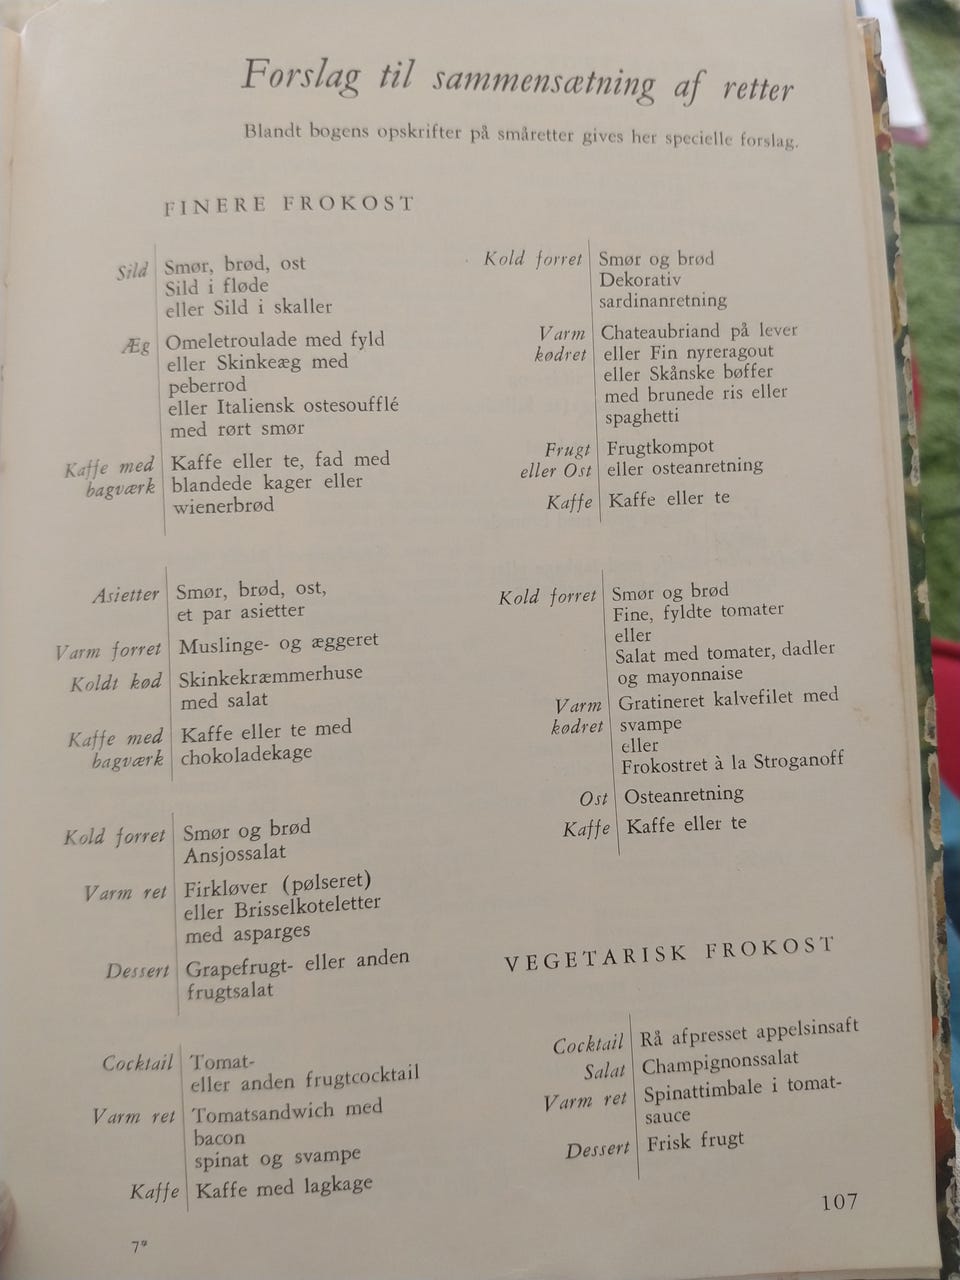 Forslag til sammensætning af retter
Blandt bogens opskrifter på småretter gives her specielle forslag.
FINERE FROKOST
Sild Smør, brød, ost
Sild i fløde
eller Sild i skaller
Æg Omeletroulade med fyld
eller Skinkeæg med
peberrod
eller Italiensk ostesoufflé
med rørt smør
Kaffe med Kaffe eller te, fad med
bagværk blandede kager eller
wienerbrød
Asietter Smør, brød, ost,
et par asietter
Varm forret Muslinge- og æggeret
Koldt kød Skinkekræmmerhuse
med salat
Kaffe med Kaffe eller te med
bagværk chokoladekage
Kold forret Smør og brød
Ansjossalat
Varm ret Firkløver (pølseret)
eller Brisselkoteletter
med asparges
Dessert Grapefrugt- eller anden
frugtsalat
Cocktail Tomat-
eller anden frugtcocktail
Varm ret Tomatsandwich med
bacon
spinat og svampe
Kaffe Kaffe med lagkage
Kold forret Smør og brød
Dekorativ
sardinanretning
Varm Chateaubriand på lever
kødret eller Fin nyreragout
eller Skånske bøffer
med brunede ris eller
spaghetti
Frugt Frugtkompot
eller Ost eller osteanretning
Kaffe Kaffe eller te
Kold forret Smør og brød
Fine, fyldte tomater
eller
Salat med tomater, dadler
og mayonnaise
Varm Gratineret kalvefilet med
kødret svampe
eller
Frokostret à la Stroganoff
Ost Osteanretning
Kaffe Kaffe eller te
VEGETARISK FROKOST
Cocktail Rå afpresset appelsinsaft
Salat Champignonssalat
Varm ret Spinattimbale i tomat-
sauce
Dessert Frisk frugt
107
7*